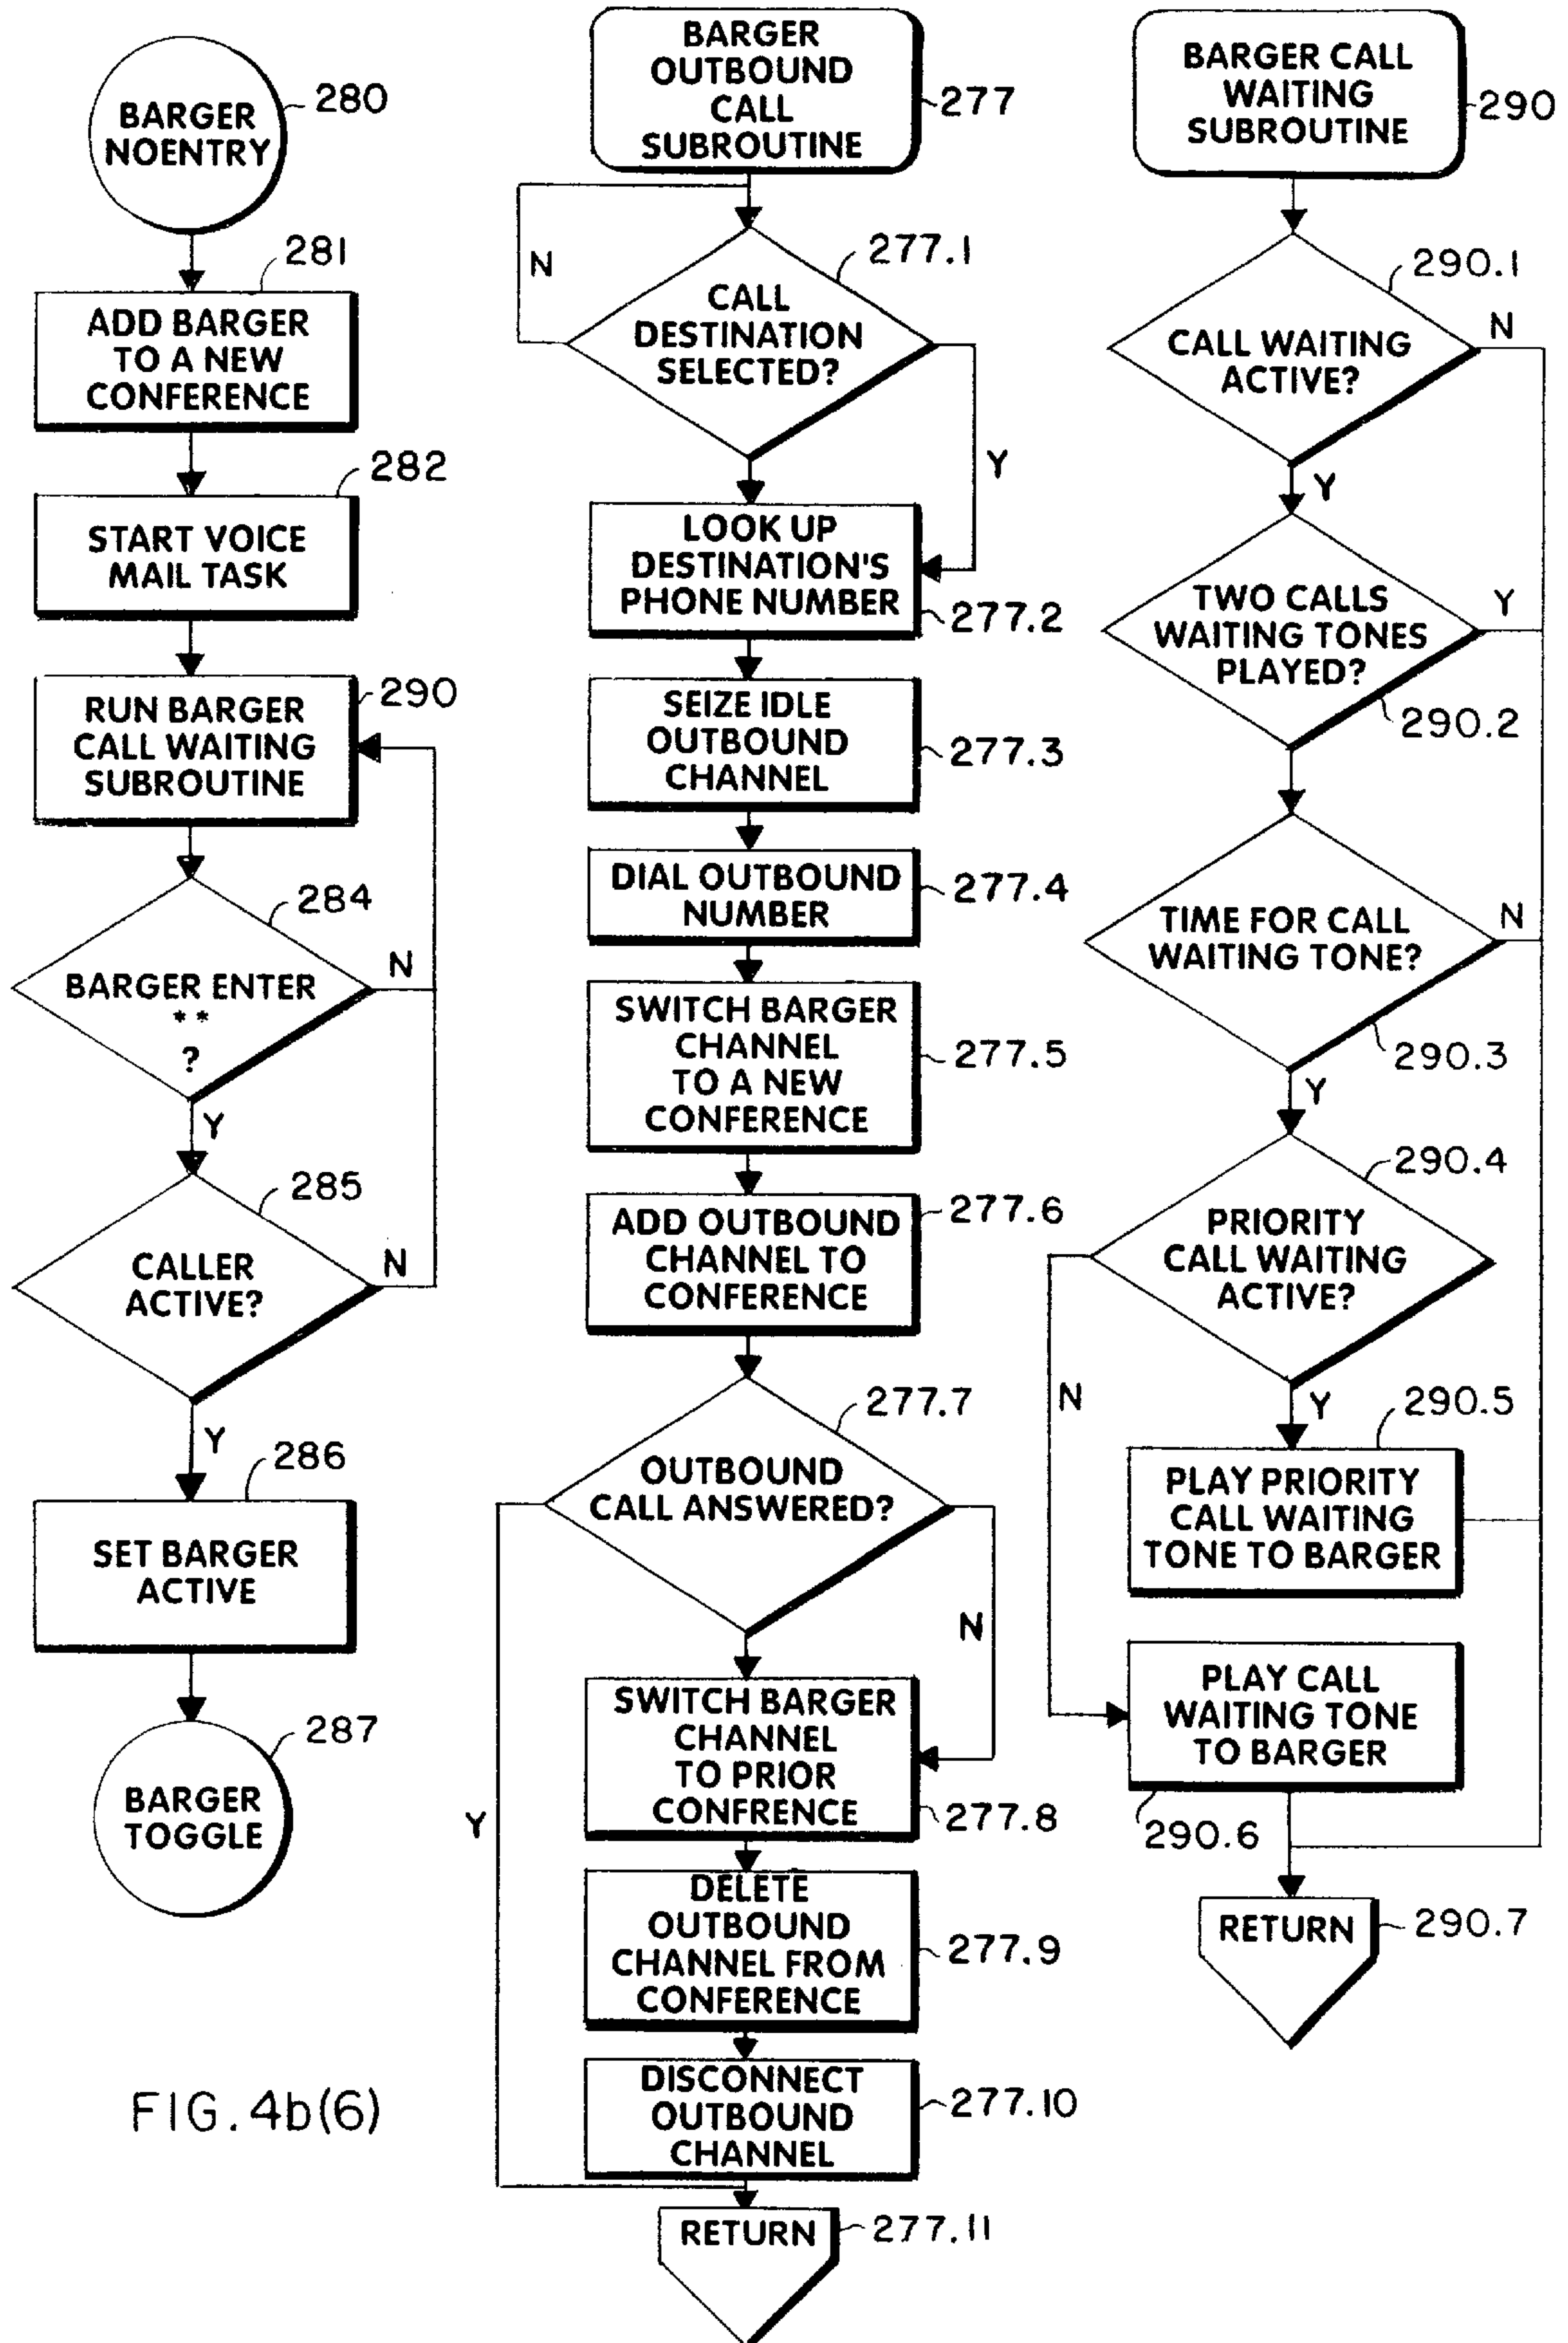 BARGER
NOENTRY
280
281
ADD BARGER
TO A NEW
CONFERENCE
282
START VOICE
MAIL TASK
RUN BARGER
CALL WAITING
SUBROUTINE
290
284
BARGER ENTER
**
?
N
Y
285
CALLER
ACTIVE?
N
Y
286
SET BARGER
ACTIVE
287
BARGER
TOGGLE
FIG. 4b(6)
BARGER
OUTBOUND
CALL
SUBROUTINE
277
N
277.1
CALL
DESTINATION
SELECTED?
Y
LOOK UP
DESTINATION'S
PHONE NUMBER
277.2
SEIZE IDLE
OUTBOUND
CHANNEL
277.3
DIAL OUTBOUND
NUMBER
277.4
SWITCH BARGER
CHANNEL
TO A NEW
CONFERENCE
277.5
ADD OUTBOUND
CHANNEL TO
CONFERENCE
277.6
277.7
OUTBOUND
CALL ANSWERED?
N
Y
SWITCH BARGER
CHANNEL
TO PRIOR
CONFRENCE
277.8
DELETE
OUTBOUND
CHANNEL FROM
CONFERENCE
277.9
DISCONNECT
OUTBOUND
CHANNEL
277.10
RETURN
277.11
BARGER CALL
WAITING
SUBROUTINE
290
290.1
CALL WAITING
ACTIVE?
N
Y
TWO CALLS
WAITING TONES
PLAYED?
Y
290.2
TIME FOR CALL
WAITING TONE?
N
290.3
Y
290.4
PRIORITY
CALL WAITING
ACTIVE?
N
Y
290.5
PLAY PRIORITY
CALL WAITING
TONE TO BARGER
PLAY CALL
WAITING TONE
TO BARGER
290.6
RETURN
290.7